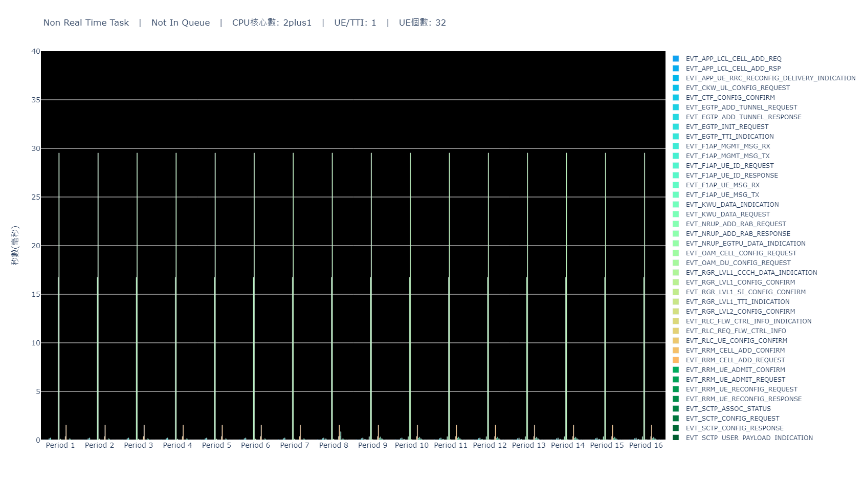 Non Real Time Task | Not In Queue | CPU核心數: 2plus1 | UE/TTI: 1 | UE個數: 32
40
35
30
25
20
15
10
5
0
秒數(毫秒)
Period 1 Period 2 Period 3 Period 4 Period 5 Period 6 Period 7 Period 8 Period 9 Period 10 Period 11 Period 12 Period 13 Period 14 Period 15 Period 16
EVT_APP_LCL_CELL_ADD_REQ
EVT_APP_LCL_CELL_ADD_RSP
EVT_APP_UE_RRC_RECONFIG_DELIVERY_INDICATION
EVT_CKW_UL_CONFIG_REQUEST
EVT_CTF_CONFIG_CONFIRM
EVT_EGTP_ADD_TUNNEL_REQUEST
EVT_EGTP_ADD_TUNNEL_RESPONSE
EVT_EGTP_INIT_REQUEST
EVT_EGTP_TTI_INDICATION
EVT_F1AP_MGMT_MSG_RX
EVT_F1AP_MGMT_MSG_TX
EVT_F1AP_UE_ID_REQUEST
EVT_F1AP_UE_ID_RESPONSE
EVT_F1AP_UE_MSG_RX
EVT_F1AP_UE_MSG_TX
EVT_KWU_DATA_INDICATION
EVT_KWU_DATA_REQUEST
EVT_NRUP_ADD_RAB_REQUEST
EVT_NRUP_ADD_RAB_RESPONSE
EVT_NRUP_EGTPU_DATA_INDICATION
EVT_OAM_CELL_CONFIG_REQUEST
EVT_OAM_DU_CONFIG_REQUEST
EVT_RGR_LVL1_CCCH_DATA_INDICATION
EVT_RGR_LVL1_CONFIG_CONFIRM
EVT_RGR_LVL1_SI_CONFIG_CONFIRM
EVT_RGR_LVL1_TTI_INDICATION
EVT_RGR_LVL2_CONFIG_CONFIRM
EVT_RLC_FLW_CTRL_INFO_INDICATION
EVT_RLC_REQ_FLW_CTRL_INFO
EVT_RLC_UE_CONFIG_CONFIRM
EVT_RRM_CELL_ADD_CONFIRM
EVT_RRM_CELL_ADD_REQUEST
EVT_RRM_UE_ADMIT_CONFIRM
EVT_RRM_UE_ADMIT_REQUEST
EVT_RRM_UE_RECONFIG_REQUEST
EVT_RRM_UE_RECONFIG_RESPONSE
EVT_SCTP_ASSOC_STATUS
EVT_SCTP_CONFIG_REQUEST
EVT_SCTP_CONFIG_RESPONSE
EVT_SCTP_USER_PAYLOAD_INDICATION